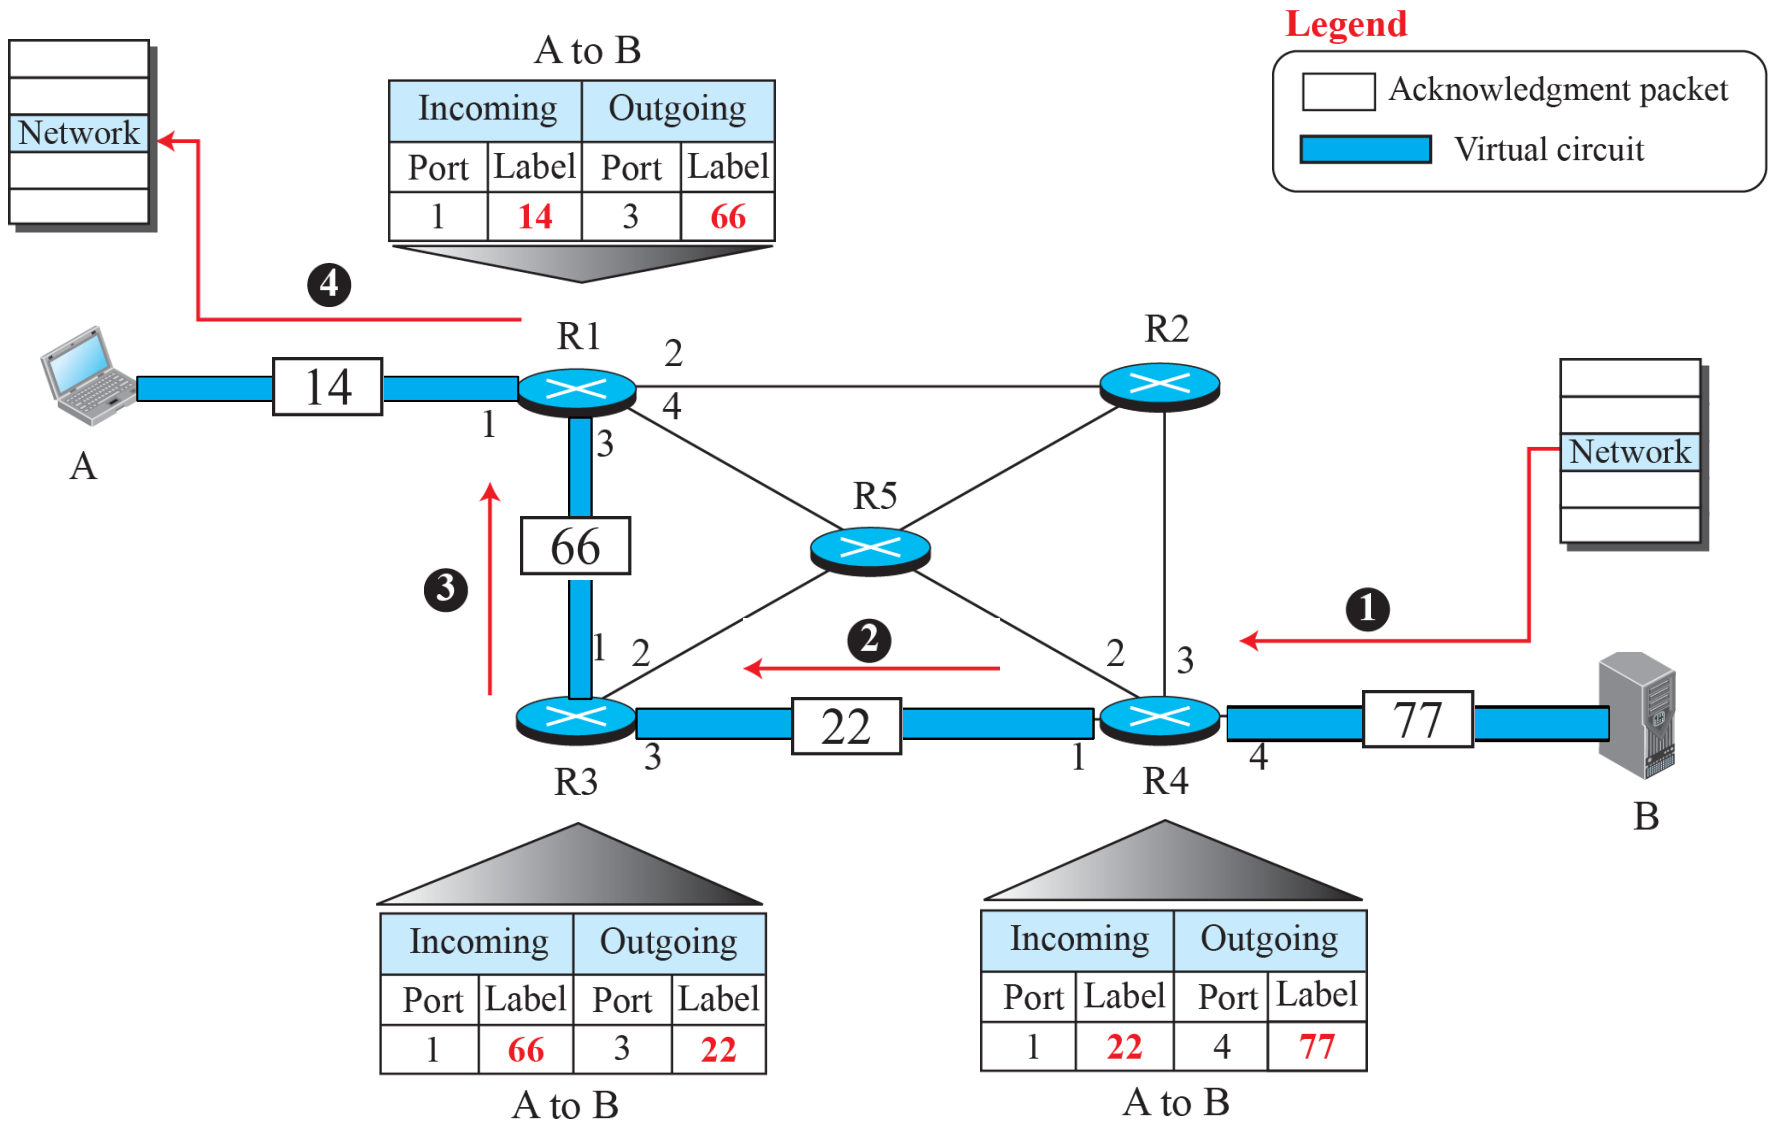 Legend
Acknowledgment packet
Virtual circuit
A to B
Incoming Outgoing
Port Label Port Label
1 14 3 66
Network
4
R1
R2
2
14
4
1
3
A
Network
R5
66
3
1
1 2
2
2 3
22
77
3
1
4
R3
R4
B
Incoming Outgoing
Port Label Port Label
1 66 3 22
A to B
Incoming Outgoing
Port Label Port Label
1 22 4 77
A to B